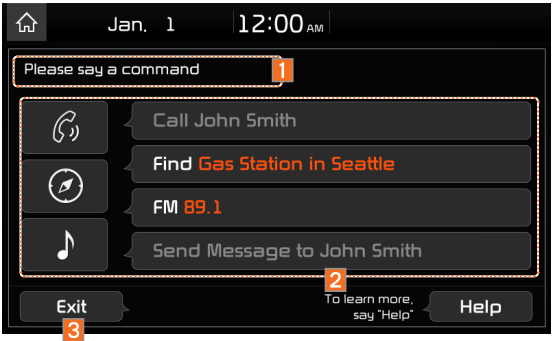 Jan. 1 12:00 AM
Please say a command 1
Call John Smith
Find Gas Station in Seattle
FM 89.1
Send Message to John Smith
2
Exit
To learn more,
say "Help"
Help
3